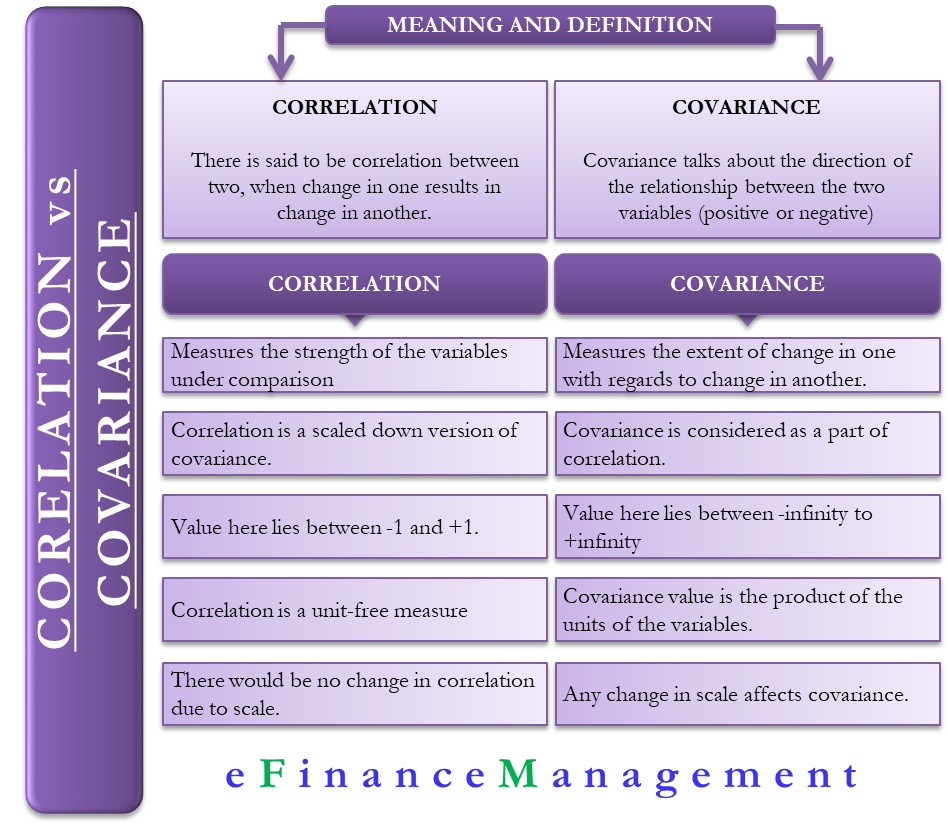 CORELATION vs
COVARIANCE
MEANING AND DEFINITION
CORRELATION
There is said to be correlation between
two, when change in one results in
change in another.
COVARIANCE
Covariance talks about the direction of
the relationship between the two
variables (positive or negative)
CORRELATION
COVARIANCE
Measures the strength of the variables
under comparison
Measures the extent of change in one
with regards to change in another.
Correlation is a scaled down version of
covariance.
Covariance is considered as a part of
correlation.
Value here lies between -1 and +1.
Value here lies between -infinity to
+infinity
Correlation is a unit-free measure
Covariance value is the product of the
units of the variables.
There would be no change in correlation
due to scale.
Any change in scale affects covariance.
eFinanceManagement